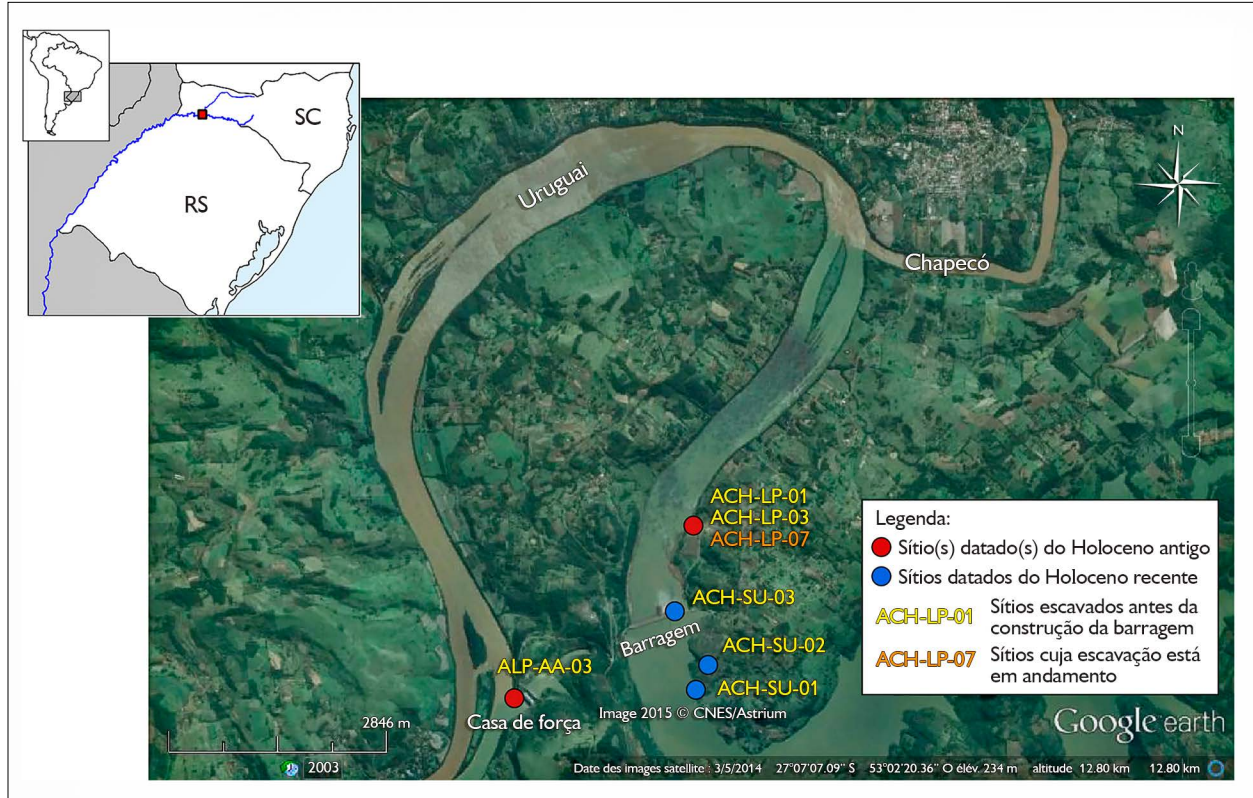 SC
RS
Uruguai
N
Chapecó
ACH-LP-01
ACH-LP-03
ACH-LP-07
ACH-SU-03
Barragem
ACH-SU-02
ACH-SU-01
ALP-AA-03
Casa de força
Legenda:
Sítio(s) datado(s) do Holoceno antigo
Sítios datados do Holoceno recente
ACH-LP-01 Sítios escavados antes da
construção da barragem
ACH-LP-07 Sítios cuja escavação está
em andamento
2846 m
Image 2015 © CNES/Astrium
Google earth
2003
Date des images satellite : 3/5/2014 27°07'07.09" S 53°02'20.36" O élév. 234 m altitude 12.80 km 12.80 km